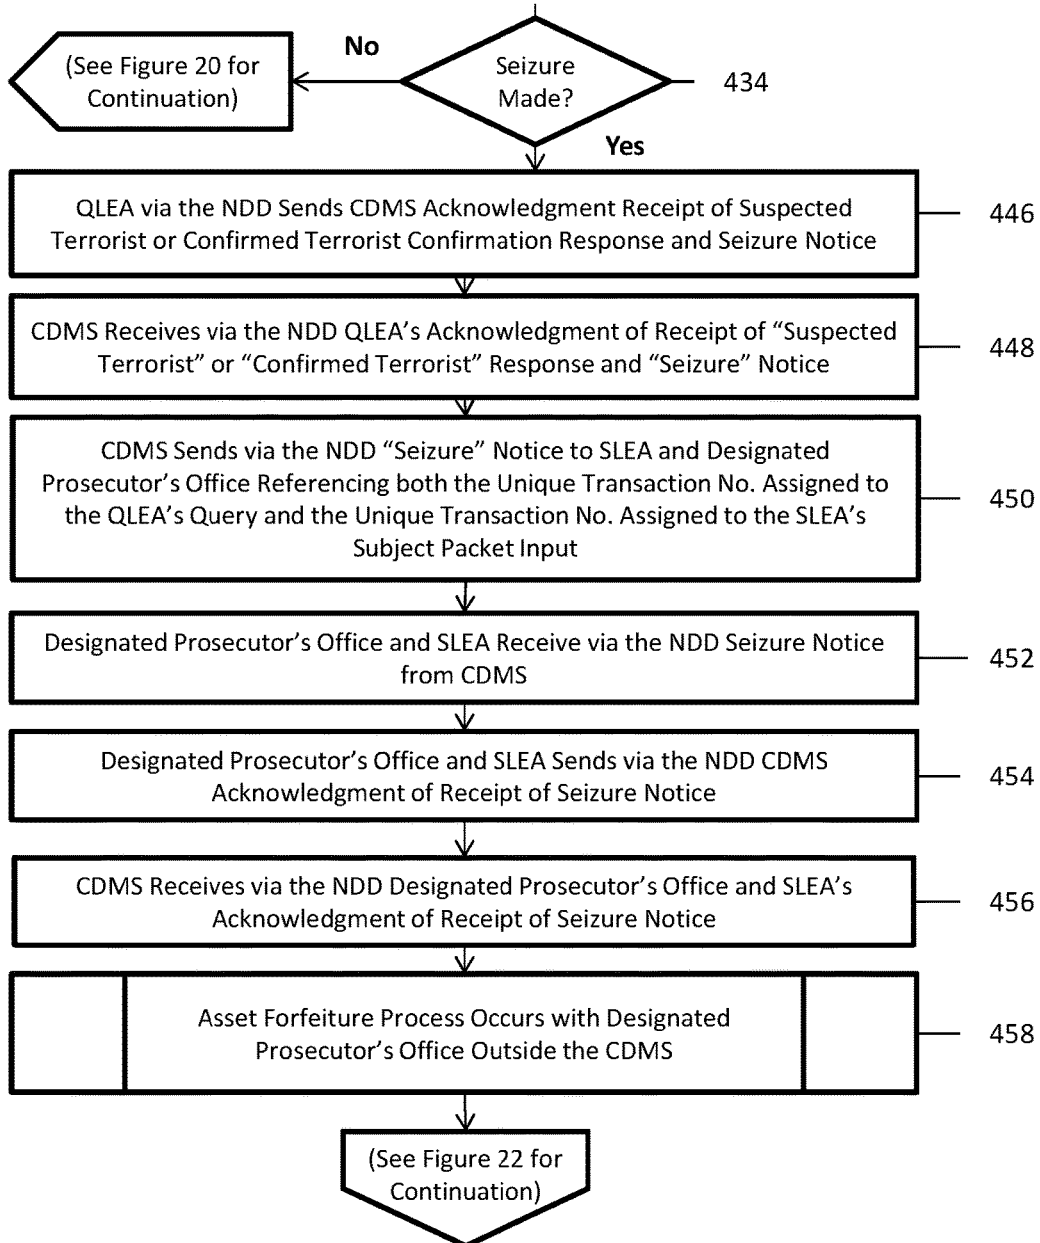 No
(See Figure 20 for
Continuation)
Seizure
Made?
434
Yes
QLEA via the NDD Sends CDMS Acknowledgment Receipt of Suspected
Terrorist or Confirmed Terrorist Confirmation Response and Seizure Notice
446
CDMS Receives via the NDD QLEA’s Acknowledgment of Receipt of “Suspected
Terrorist” or “Confirmed Terrorist” Response and “Seizure” Notice
448
CDMS Sends via the NDD “Seizure” Notice to SLEA and Designated
Prosecutor’s Office Referencing both the Unique Transaction No. Assigned to
the QLEA’s Query and the Unique Transaction No. Assigned to the SLEA’s
Subject Packet Input
450
Designated Prosecutor’s Office and SLEA Receive via the NDD Seizure Notice
from CDMS
452
Designated Prosecutor’s Office and SLEA Sends via the NDD CDMS
Acknowledgment of Receipt of Seizure Notice
454
CDMS Receives via the NDD Designated Prosecutor’s Office and SLEA’s
Acknowledgment of Receipt of Seizure Notice
456
Asset Forfeiture Process Occurs with Designated
Prosecutor’s Office Outside the CDMS
458
(See Figure 22 for
Continuation)